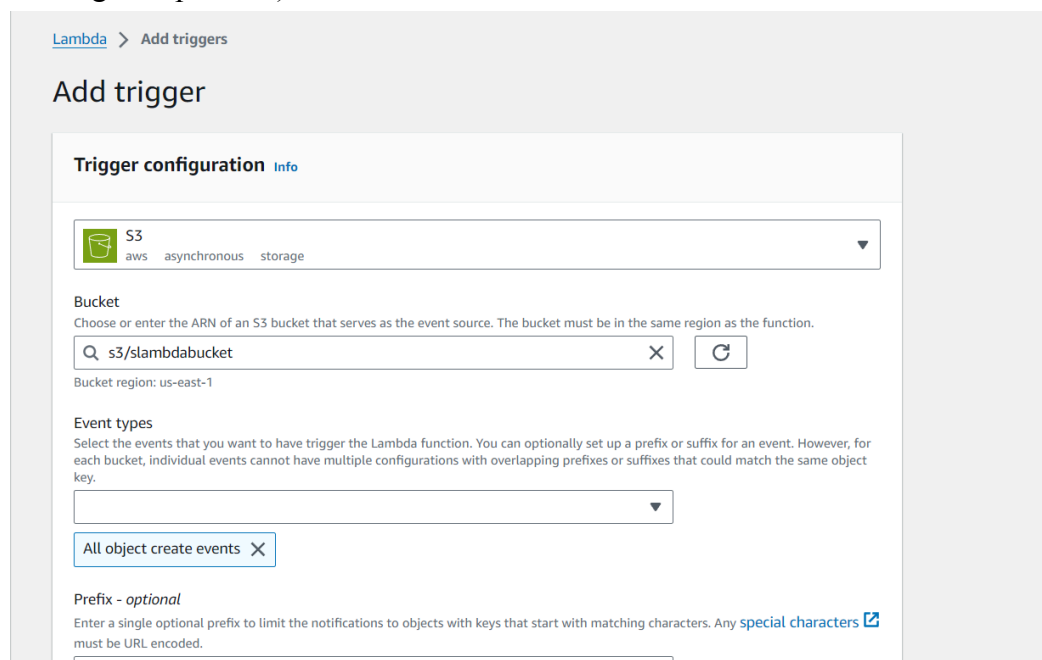 Lambda > Add triggers
Add trigger
Trigger configuration Info
S3
aws asynchronous storage
Bucket
Choose or enter the ARN of an S3 bucket that serves as the event source. The bucket must be in the same region as the function.
s3/slambdabucket
Bucket region: us-east-1
Event types
Select the events that you want to have trigger the Lambda function. You can optionally set up a prefix or suffix for an event. However, for
each bucket, individual events cannot have multiple configurations with overlapping prefixes or suffixes that could match the same object
key.
All object create events
Prefix - optional
Enter a single optional prefix to limit the notifications to objects with keys that start with matching characters. Any special characters
must be URL encoded.